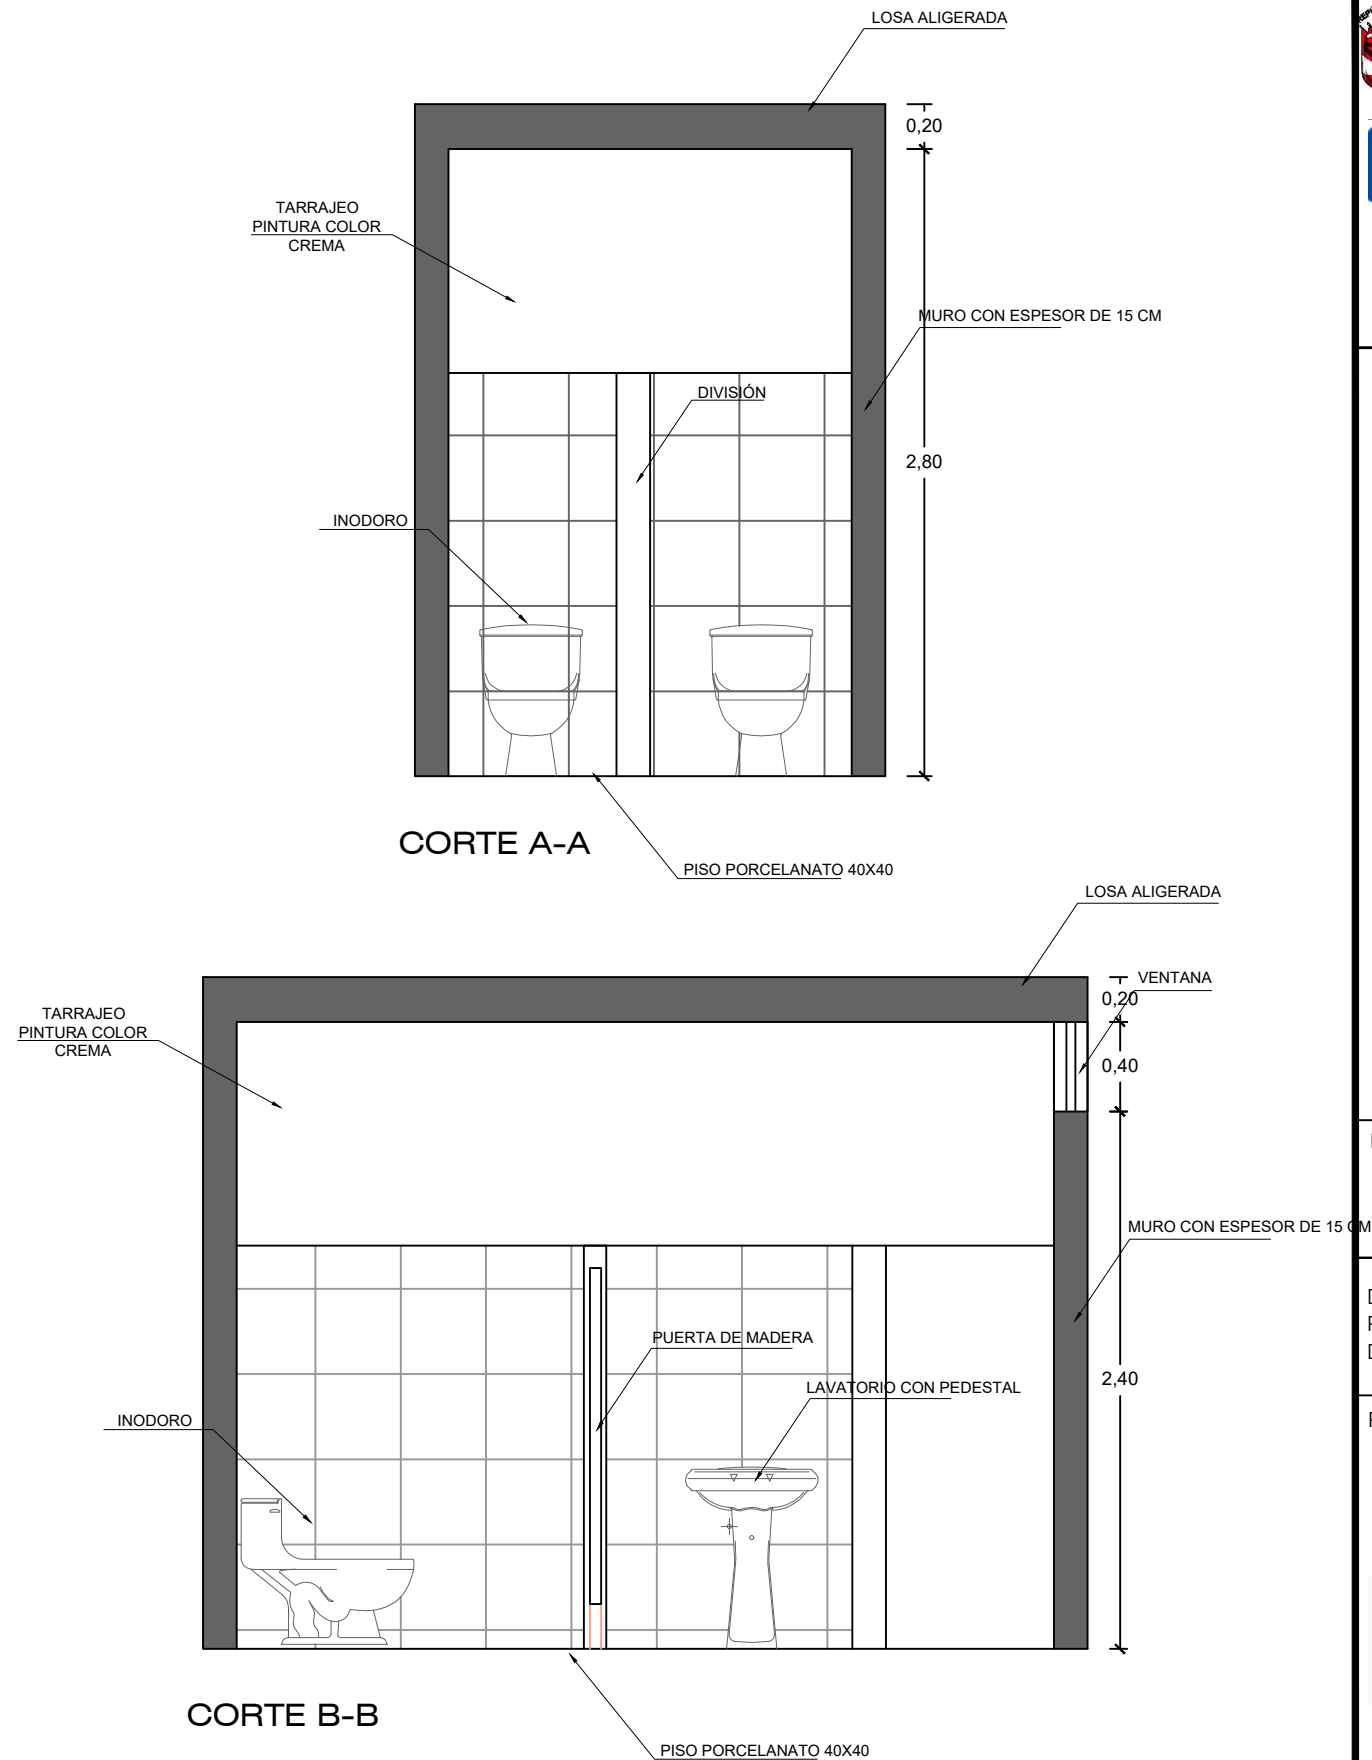 LOSA ALIGERADA
0,20
TARRAJEO
PINTURA COLOR
CREMA
MURO CON ESPESOR DE 15 CM
DIVISIÓN
2,80
INODORO
CORTE A-A
PISO PORCELANATO 40X40
LOSA ALIGERADA
VENTANA
0,20
TARRAJEO
PINTURA COLOR
CREMA
0,40
MURO CON ESPESOR DE 15 CM
PUERTA DE MADERA
2,40
LAVATORIO CON PEDESTAL
INODORO
CORTE B-B
PISO PORCELANATO 40X40